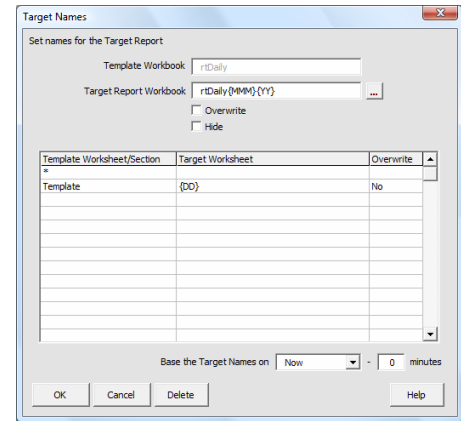 Target Names
Set names for the Target Report
Template Workbook rtDaily
Target Report Workbook rtDaily{MMM}{YY} ...
Overwrite
Hide
Template Worksheet/Section Target Worksheet Overwrite
*
Template {DD} No
Base the Target Names on Now - 0 minutes
OK Cancel Delete Help